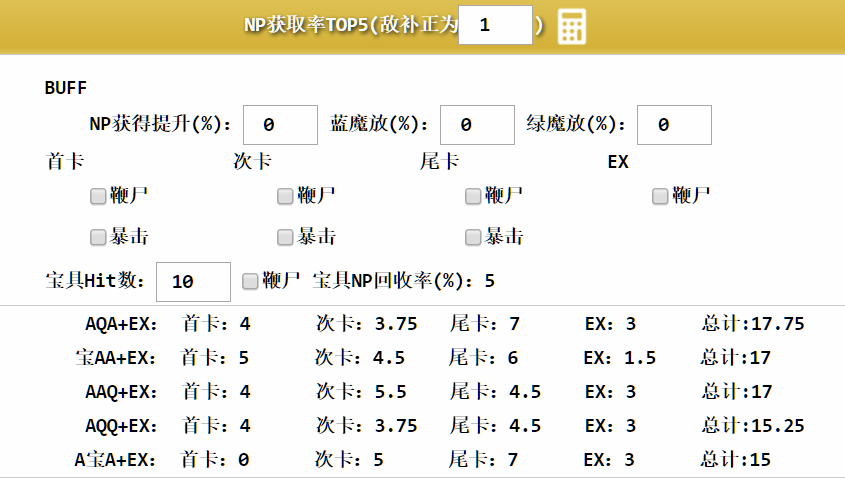 NP获取率TOP5(敌补正为 1 )
BUFF
NP获得提升(%): 0 蓝魔放(%): 0 绿魔放(%): 0
首卡 次卡 尾卡 EX
鞭尸 鞭尸 鞭尸 鞭尸
暴击 暴击 暴击
宝具Hit数: 10 鞭尸 宝具NP回收率(%): 5
AQA+EX: 首卡: 4 次卡: 3.75 尾卡: 7 EX: 3 总计:17.75
宝AA+EX: 首卡: 5 次卡: 4.5 尾卡: 6 EX: 1.5 总计:17
AAQ+EX: 首卡: 4 次卡: 5.5 尾卡: 4.5 EX: 3 总计:17
AQQ+EX: 首卡: 4 次卡: 3.75 尾卡: 4.5 EX: 3 总计:15.25
A宝A+EX: 首卡: 0 次卡: 5 尾卡: 7 EX: 3 总计:15